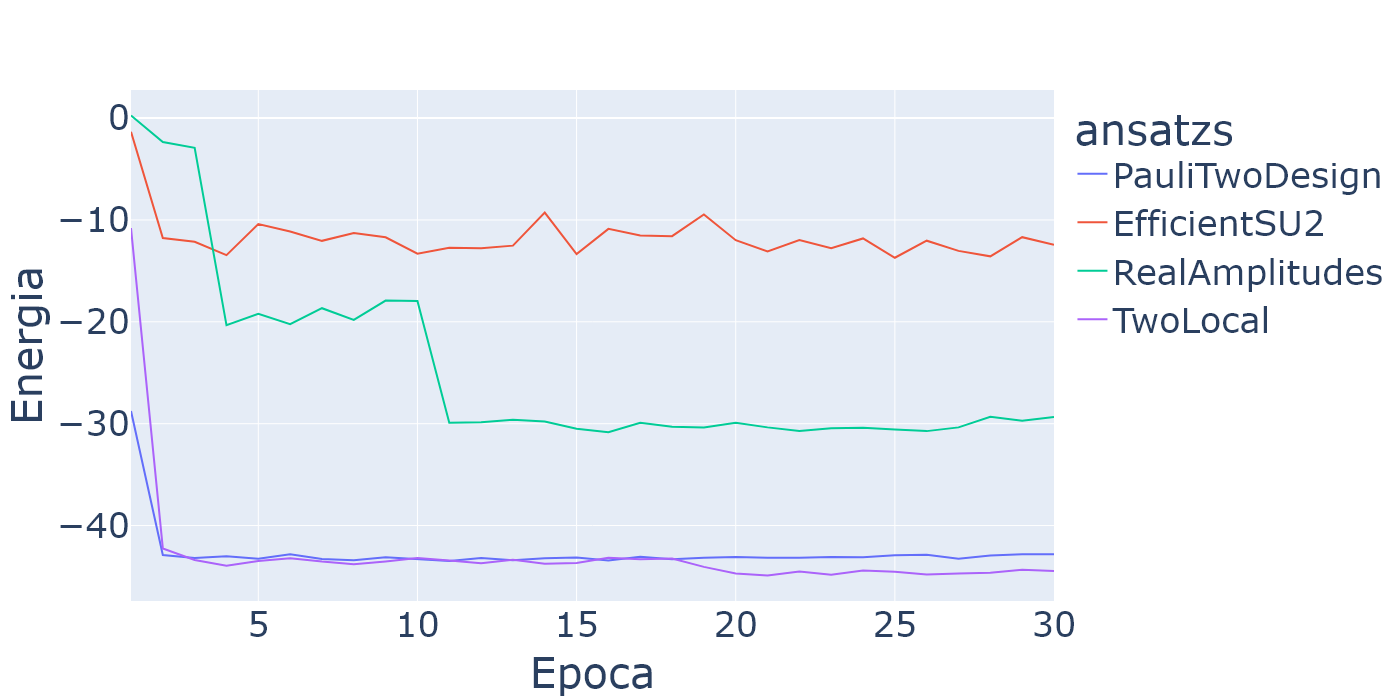 0
−10
−20
−30
−40
Energia
5
10
15
20
25
30
Epoca
ansatzs
PauliTwoDesign
EfficientSU2
RealAmplitudes
TwoLocal